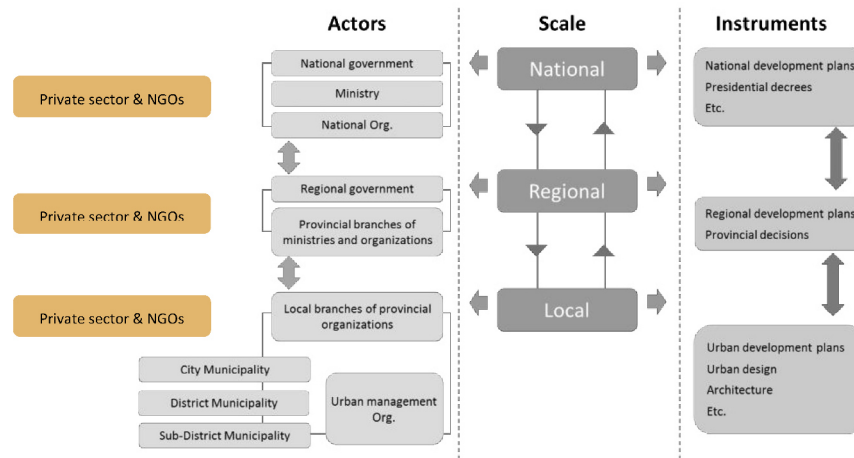 Actors
Scale
Instruments
Private sector & NGOs
National government
Ministry
National Org.
National
National development plans
Presidential decrees
Etc.
Private sector & NGOs
Regional government
Provincial branches of
ministries and organizations
Regional
Regional development plans
Provincial decisions
Private sector & NGOs
Local branches of provincial
organizations
Local
City Municipality
District Municipality
Sub-District Municipality
Urban management
Org.
Urban development plans
Urban design
Architecture
Etc.